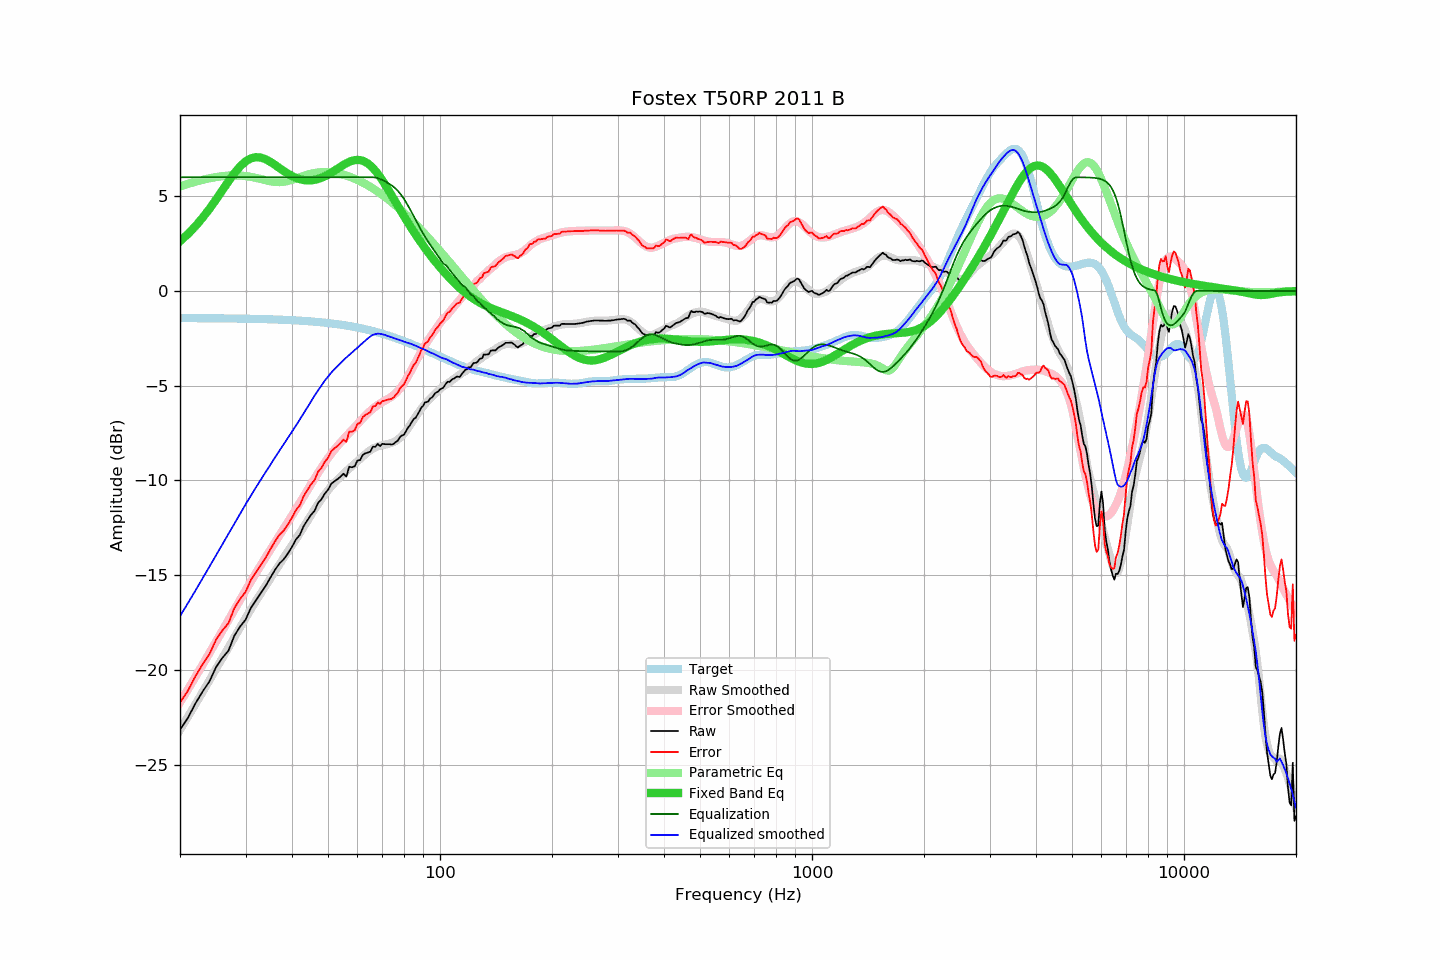 Fostex T50RP 2011 B
Amplitude (dBr)
5
0
−5
−10
−15
−20
−25
Target
Raw Smoothed
Error Smoothed
Raw
Error
Parametric Eq
Fixed Band Eq
Equalization
Equalized smoothed
100
1000
10000
Frequency (Hz)